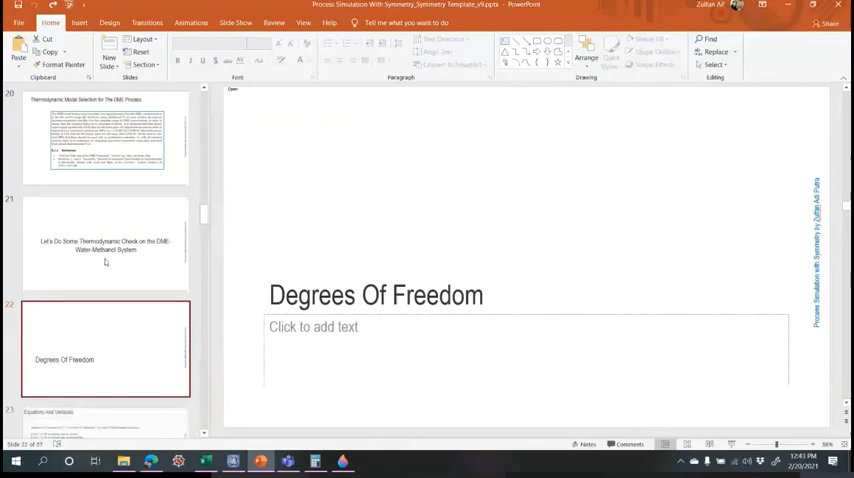 Process Simulation With Symmetry_Symmetry Template_v9.pptx - PowerPoint
Zulfan AP
File Home Insert Design Transitions Animations Slide Show Review View Help Tell me what you want to do
Share
Paste
Cut
Copy
Format Painter
Clipboard
New
Slide
Layout
Reset
Section
Slides
Font
Text Direction
Align Text
Convert to SmartArt
Paragraph
Arrange
Quick
Styles
Shape Fill
Shape Outline
Shape Effects
Drawing
Find
Replace
Select
Editing
20
Thermodynamic Model Selection for The DME Process
21
Let's Do Some Thermodynamic Check on the DME-
Water-Methanol System
22
Degrees Of Freedom
23
Equations And Variables
Open
Degrees Of Freedom
Click to add text
Process Simulation with Symmetry by Zulfan Adi Putra
Slide 22 of 57
Notes
Comments
86%
12:43 PM
2/20/2021